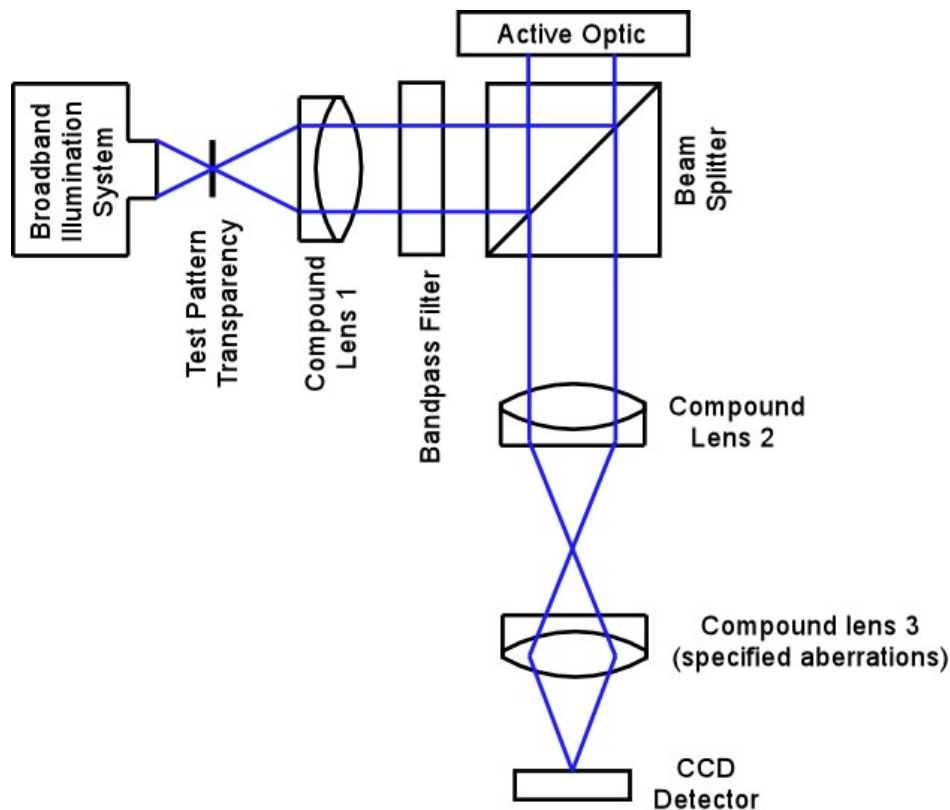 Active Optic
Broadband
Illumination
System
Test Pattern
Transparency
Compound
Lens 1
Bandpass Filter
Beam
Splitter
Compound
Lens 2
Compound lens 3
(specified aberrations)
CCD
Detector